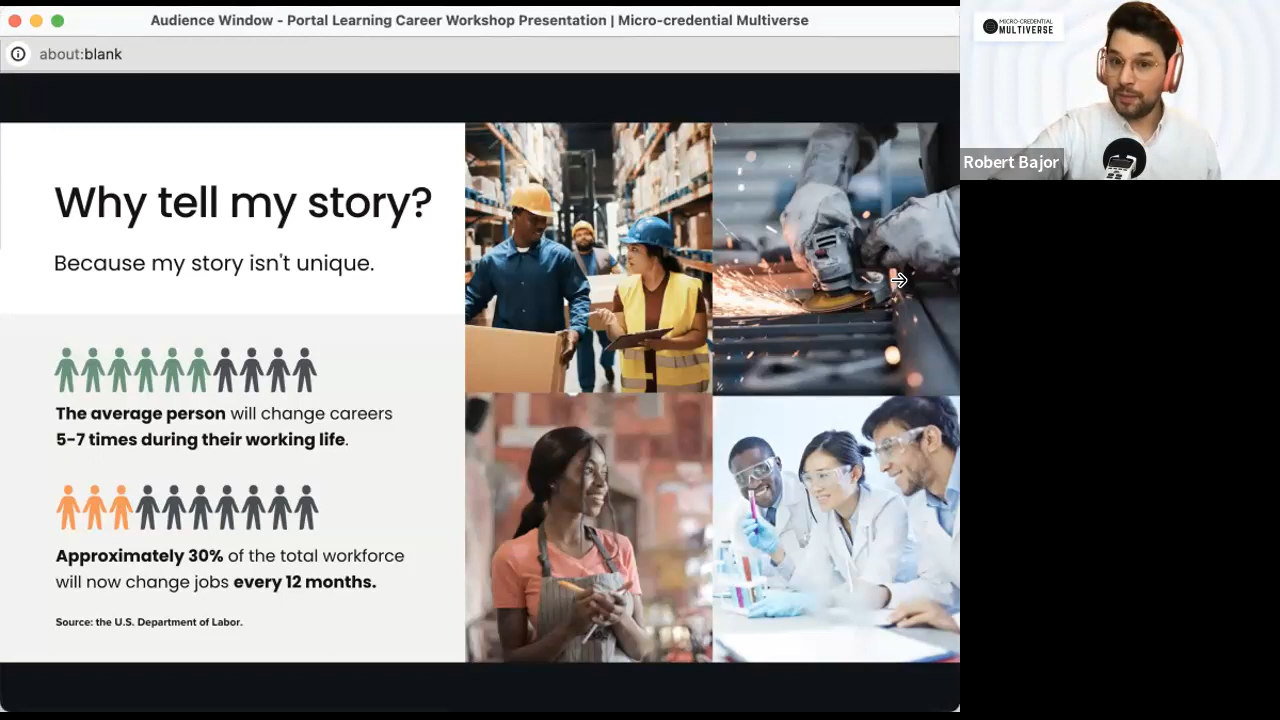 Audience Window - Portal Learning Career Workshop Presentation | Micro-credential Multiverse
about:blank
MICRO-CREDENTIAL
MULTIVERSE
Robert Bajor
Why tell my story?
Because my story isn't unique.
The average person will change careers
5-7 times during their working life.
Approximately 30% of the total workforce
will now change jobs every 12 months.
Source: the U.S. Department of Labor.